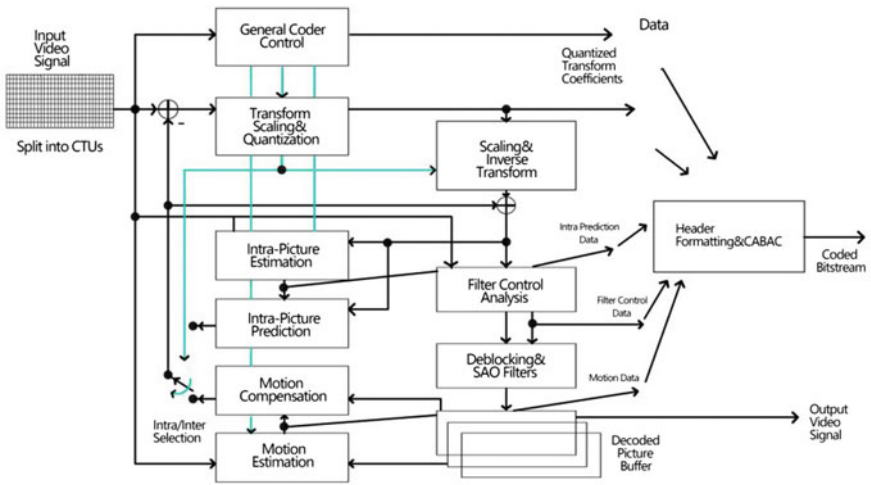 Input
Video
Signal
Split into CTUs
General Coder
Control
Data
Quantized
Transform
Coefficients
Transform
Scaling&
Quantization
-
Scaling&
Inverse
Transform
Intra-Picture
Estimation
Intra Prediction
Data
Header
Formatting&CABAC
Coded
Bitstream
Filter Control
Analysis
Intra-Picture
Prediction
Filter Control
Data
Deblocking&
SAO Filters
Motion
Compensation
Motion Data
Intra/Inter
Selection
Motion
Estimation
Decoded
Picture
Buffer
Output
Video
Signal